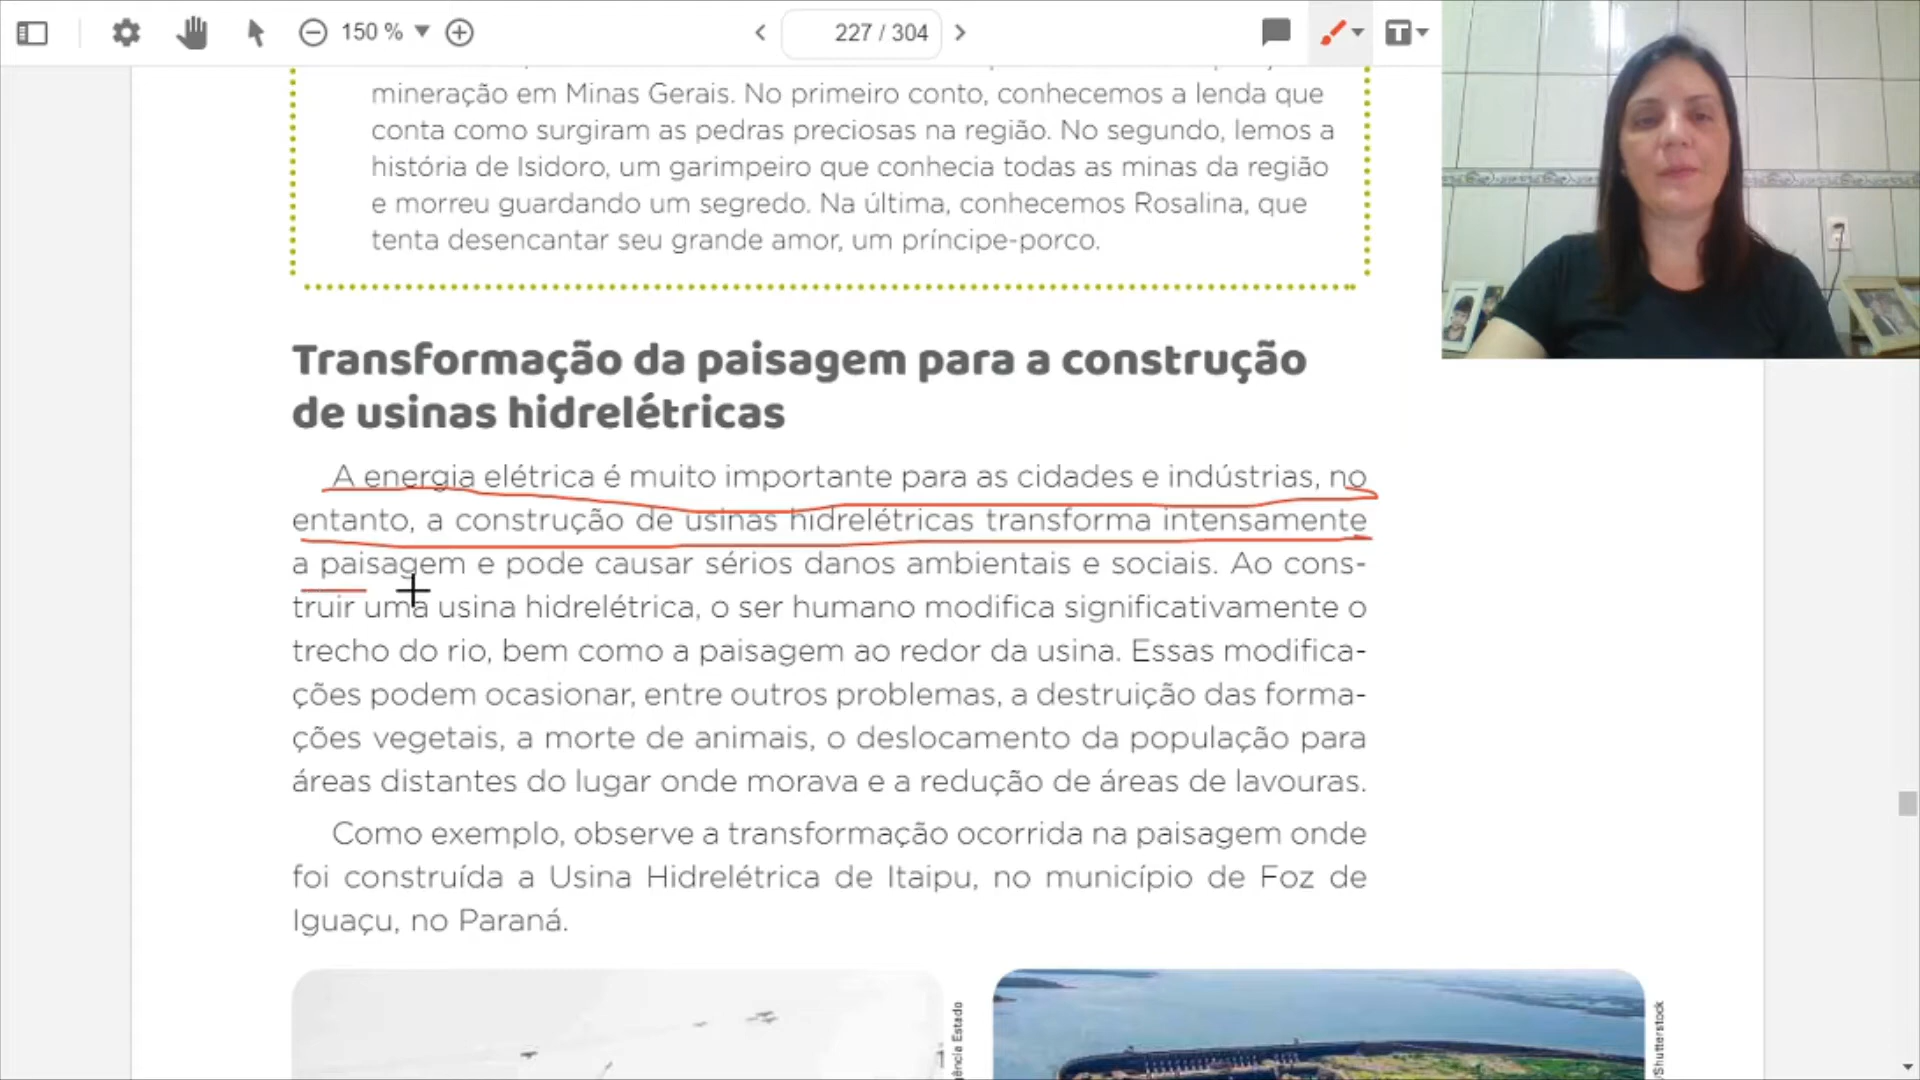 150 %
227 / 304
mineração em Minas Gerais. No primeiro conto, conhecemos a lenda que
conta como surgiram as pedras preciosas na região. No segundo, lemos a
história de Isidoro, um garimpeiro que conhecia todas as minas da região
e morreu guardando um segredo. Na última, conhecemos Rosalina, que
tenta desencantar seu grande amor, um príncipe-porco.
Transformação da paisagem para a construção
de usinas hidrelétricas
A energia elétrica é muito importante para as cidades e indústrias, no
entanto, a construção de usinas hidrelétricas transforma intensamente
a paisagem e pode causar sérios danos ambientais e sociais. Ao cons-
truir uma usina hidrelétrica, o ser humano modifica significativamente o
trecho do rio, bem como a paisagem ao redor da usina. Essas modifica-
ções podem ocasionar, entre outros problemas, a destruição das forma-
ções vegetais, a morte de animais, o deslocamento da população para
áreas distantes do lugar onde morava e a redução de áreas de lavouras.
Como exemplo, observe a transformação ocorrida na paisagem onde
foi construída a Usina Hidrelétrica de Itaipu, no município de Foz de
Iguaçu, no Paraná.
ência Estado
/Shutterstock